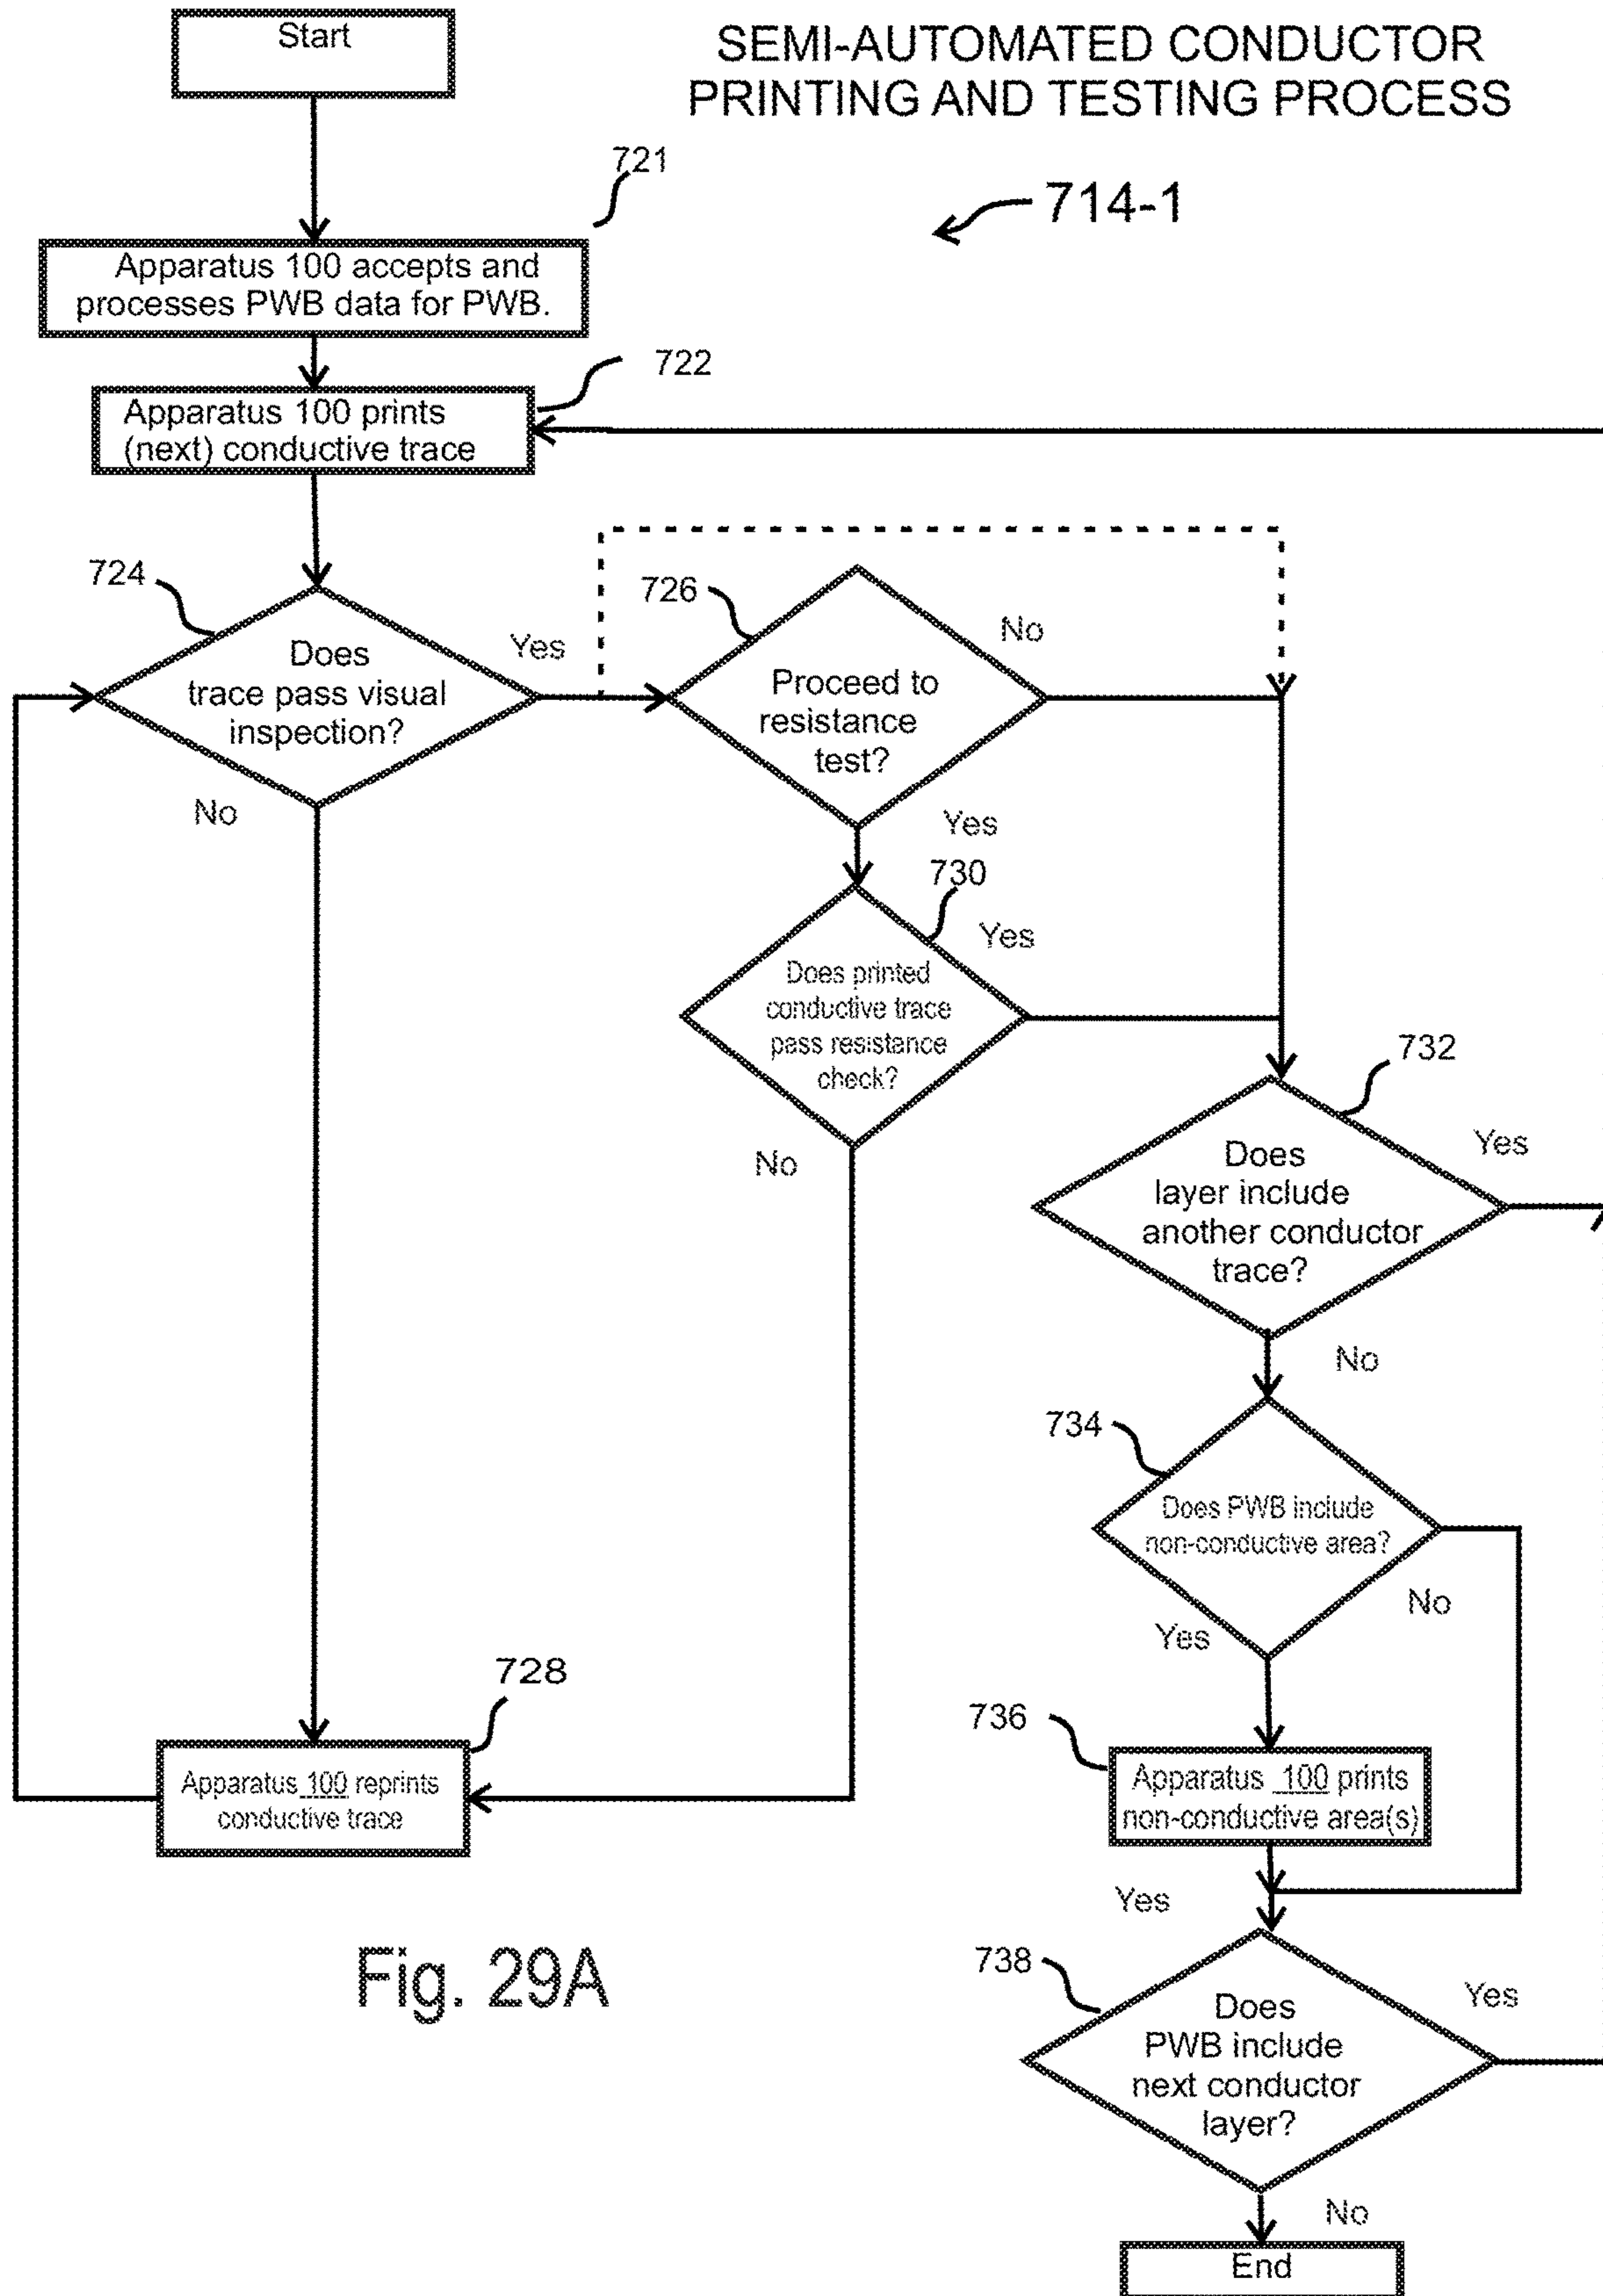 Start
SEMI-AUTOMATED CONDUCTOR
PRINTING AND TESTING PROCESS
714-1
721
Apparatus 100 accepts and
processes PWB data for PWB.
722
Apparatus 100 prints
(next) conductive trace
724
Does
trace pass visual
inspection?
Yes
No
726
Proceed to
resistance
test?
No
Yes
730
Does printed
conductive trace
pass resistance
check?
Yes
No
732
Does
layer include
another conductor
trace?
Yes
No
734
Does PWB include
non-conductive area?
No
Yes
728
Apparatus 100 reprints
conductive trace
736
Apparatus 100 prints
non-conductive area(s)
Yes
738
Does
PWB include
next conductor
layer?
Yes
No
End
Fig. 29A